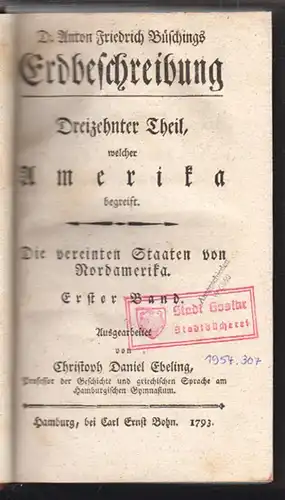 D. Anton Friedrich Büschings
Erdbeschreibung
Dreizehnter Theil,
welcher
Amerika
begreift.
Die vereinten Staaten von
Nordamerika.
Erster Band.
Ausgearbeitet
von
Christoph Daniel Ebeling,
Professor der Geschichte und griechischen Sprache am
Hamburgischen Gymnasium.
Hamburg, bei Carl Ernst Bohn. 1793.
Stadt Goslar
Stadtbücherei
1957.307